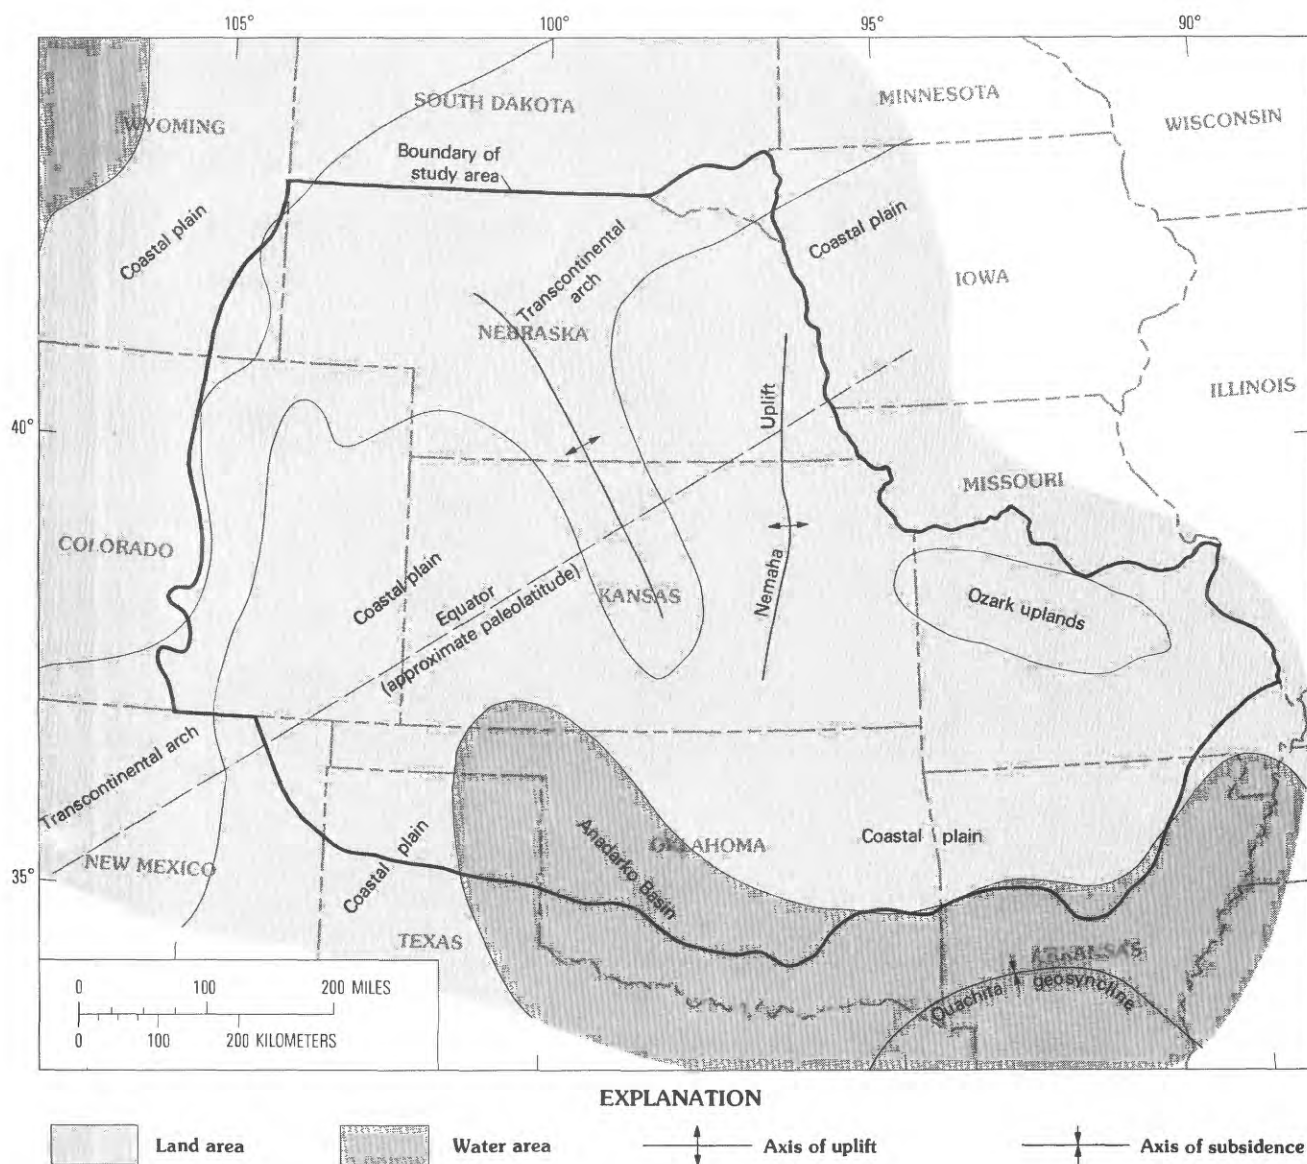 105°
100°
95°
90°
SOUTH DAKOTA
MINNESOTA
WISCONSIN
WYOMING
Boundary of
study area
Coastal plain
Transcontinental
arch
Coastal plain
IOWA
NEBRASKA
ILLINOIS
Uplift
40°
MISSOURI
COLORADO
Coastal plain
Equator
(approximate paleolatitude)
KANSAS
Nemaha
Ozark uplands
Transcontinental arch
NEW MEXICO
35°
Coastal plain
Anadarko Basin
OKLAHOMA
Coastal plain
TEXAS
ARKANSAS
Ouachita geosyncline
0 100 200 MILES
0 100 200 KILOMETERS
EXPLANATION
Land area
Water area
Axis of uplift
Axis of subsidence